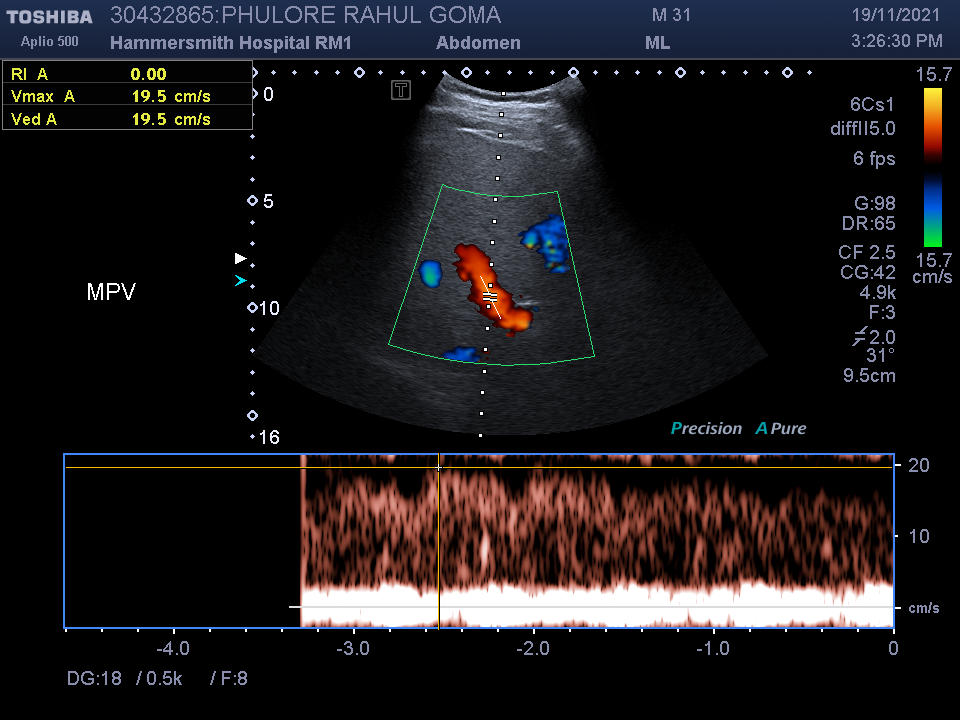 TOSHIBA 30432865:PHULORE RAHUL GOMA M 31 19/11/2021
Aplio 500 Hammersmith Hospital RM1 Abdomen ML 3:26:30 PM
RI A 0.00
Vmax A 19.5 cm/s
Ved A 19.5 cm/s
T
0
5
10
16
MPV
15.7
6Cs1
diffII5.0
6 fps
G:98
DR:65
CF 2.5
15.7
CG:42
cm/s
4.9k
F:3
2.0
31°
9.5cm
Precision A Pure
20
10
cm/s
-4.0 -3.0 -2.0 -1.0 0
DG:18 / 0.5k / F:8